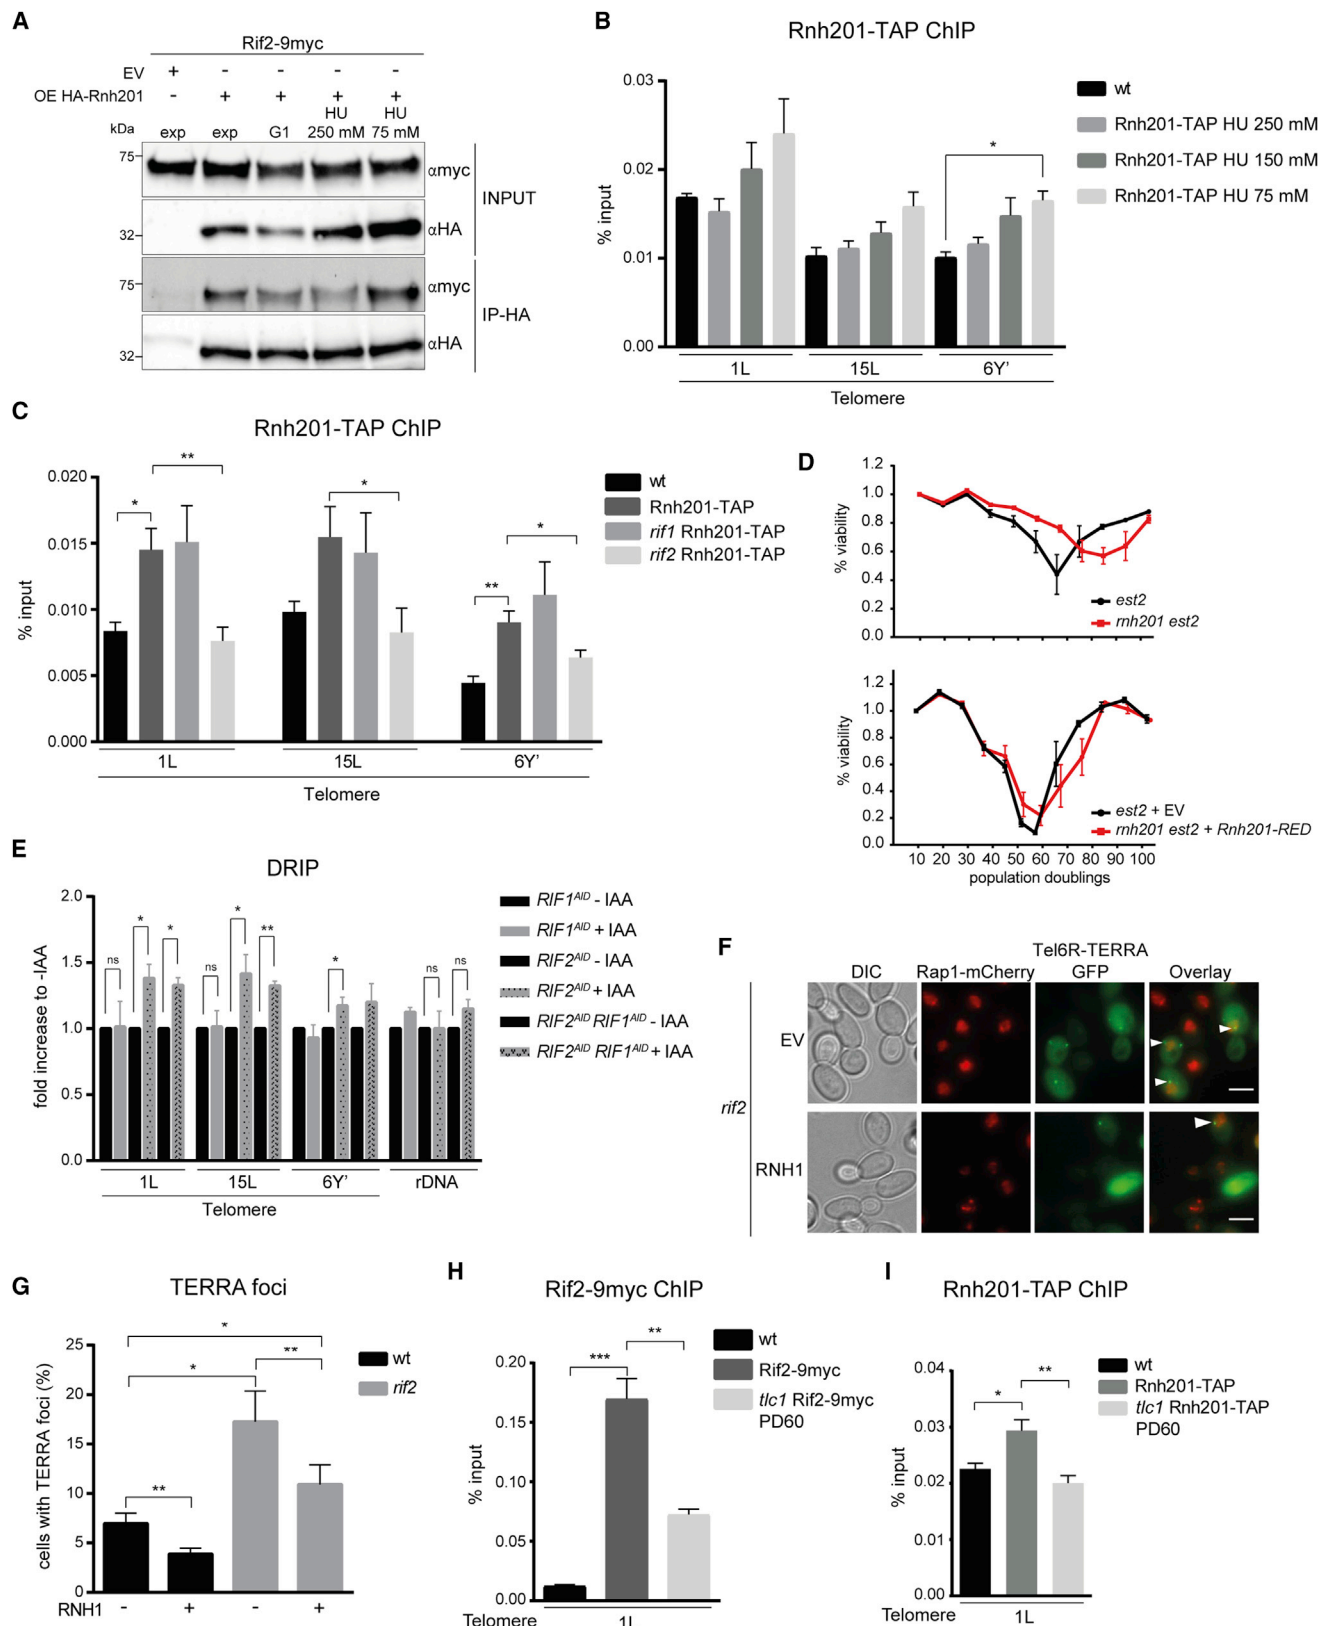 A
Rif2-9myc
EV + - - - -
OE HA-Rnh201 - + + + +
HU HU
kDa exp exp G1 250 mM 75 mM
75 αmyc
INPUT
32 αHA
75 αmyc
IP-HA
32 αHA
B
Rnh201-TAP ChIP
% input
0.03
0.02
0.01
0.00
*
1L 15L 6Y'
Telomere
wt
Rnh201-TAP HU 250 mM
Rnh201-TAP HU 150 mM
Rnh201-TAP HU 75 mM
C
Rnh201-TAP ChIP
% input
0.020
0.015
0.010
0.005
0.000
* ** * ** *
1L 15L 6Y'
Telomere
wt
Rnh201-TAP
rif1 Rnh201-TAP
rif2 Rnh201-TAP
D
% viability
1.2
1.0
0.8
0.6
0.4
0.2
0.0
est2
rnh201 est2
% viability
1.2
1.0
0.8
0.6
0.4
0.2
0.0
est2 + EV
rnh201 est2 + Rnh201-RED
10 20 30 40 50 60 70 80 90 100
population doublings
E
DRIP
fold increase to -IAA
2.0
1.5
1.0
0.5
0.0
ns * * ns * ** * ns ns
1L 15L 6Y' rDNA
Telomere
RIF1AID - IAA
RIF1AID + IAA
RIF2AID - IAA
RIF2AID + IAA
RIF2AID RIF1AID - IAA
RIF2AID RIF1AID + IAA
F
Tel6R-TERRA
DIC Rap1-mCherry GFP Overlay
EV
rif2
RNH1
G
TERRA foci
cells with TERRA foci (%)
25
20
15
10
5
0
*
* **
**
RNH1 - + - +
wt
rif2
H
Rif2-9myc ChIP
% input
0.20
0.15
0.10
0.05
0.00
*** **
Telomere 1L
wt
Rif2-9myc
tlc1 Rif2-9myc
PD60
I
Rnh201-TAP ChIP
% input
0.04
0.03
0.02
0.01
0.00
* **
Telomere 1L
wt
Rnh201-TAP
tlc1 Rnh201-TAP
PD60